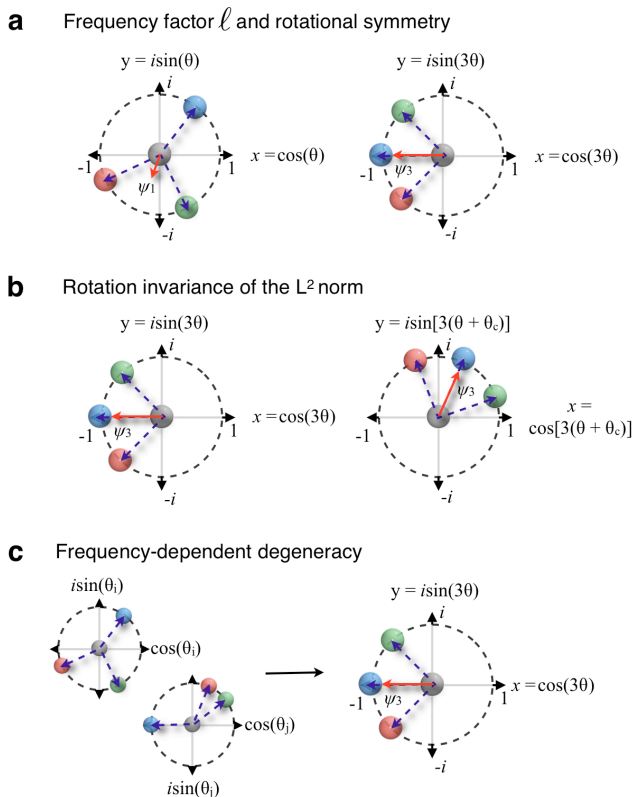 a Frequency factor ℓ and rotational symmetry
y = isin(θ)
i
-1
1
x = cos(θ)
ψ₁
-i
y = isin(3θ)
i
-1
1
x = cos(3θ)
ψ₃
-i
b Rotation invariance of the L² norm
y = isin(3θ)
i
-1
1
x = cos(3θ)
ψ₃
-i
y = isin[3(θ + θc)]
i
-1
1
x =
cos[3(θ + θc)]
ψ₃
-i
c Frequency-dependent degeneracy
isin(θi)
cos(θi)
cos(θj)
isin(θj)
y = isin(3θ)
i
-1
1
x = cos(3θ)
ψ₃
-i